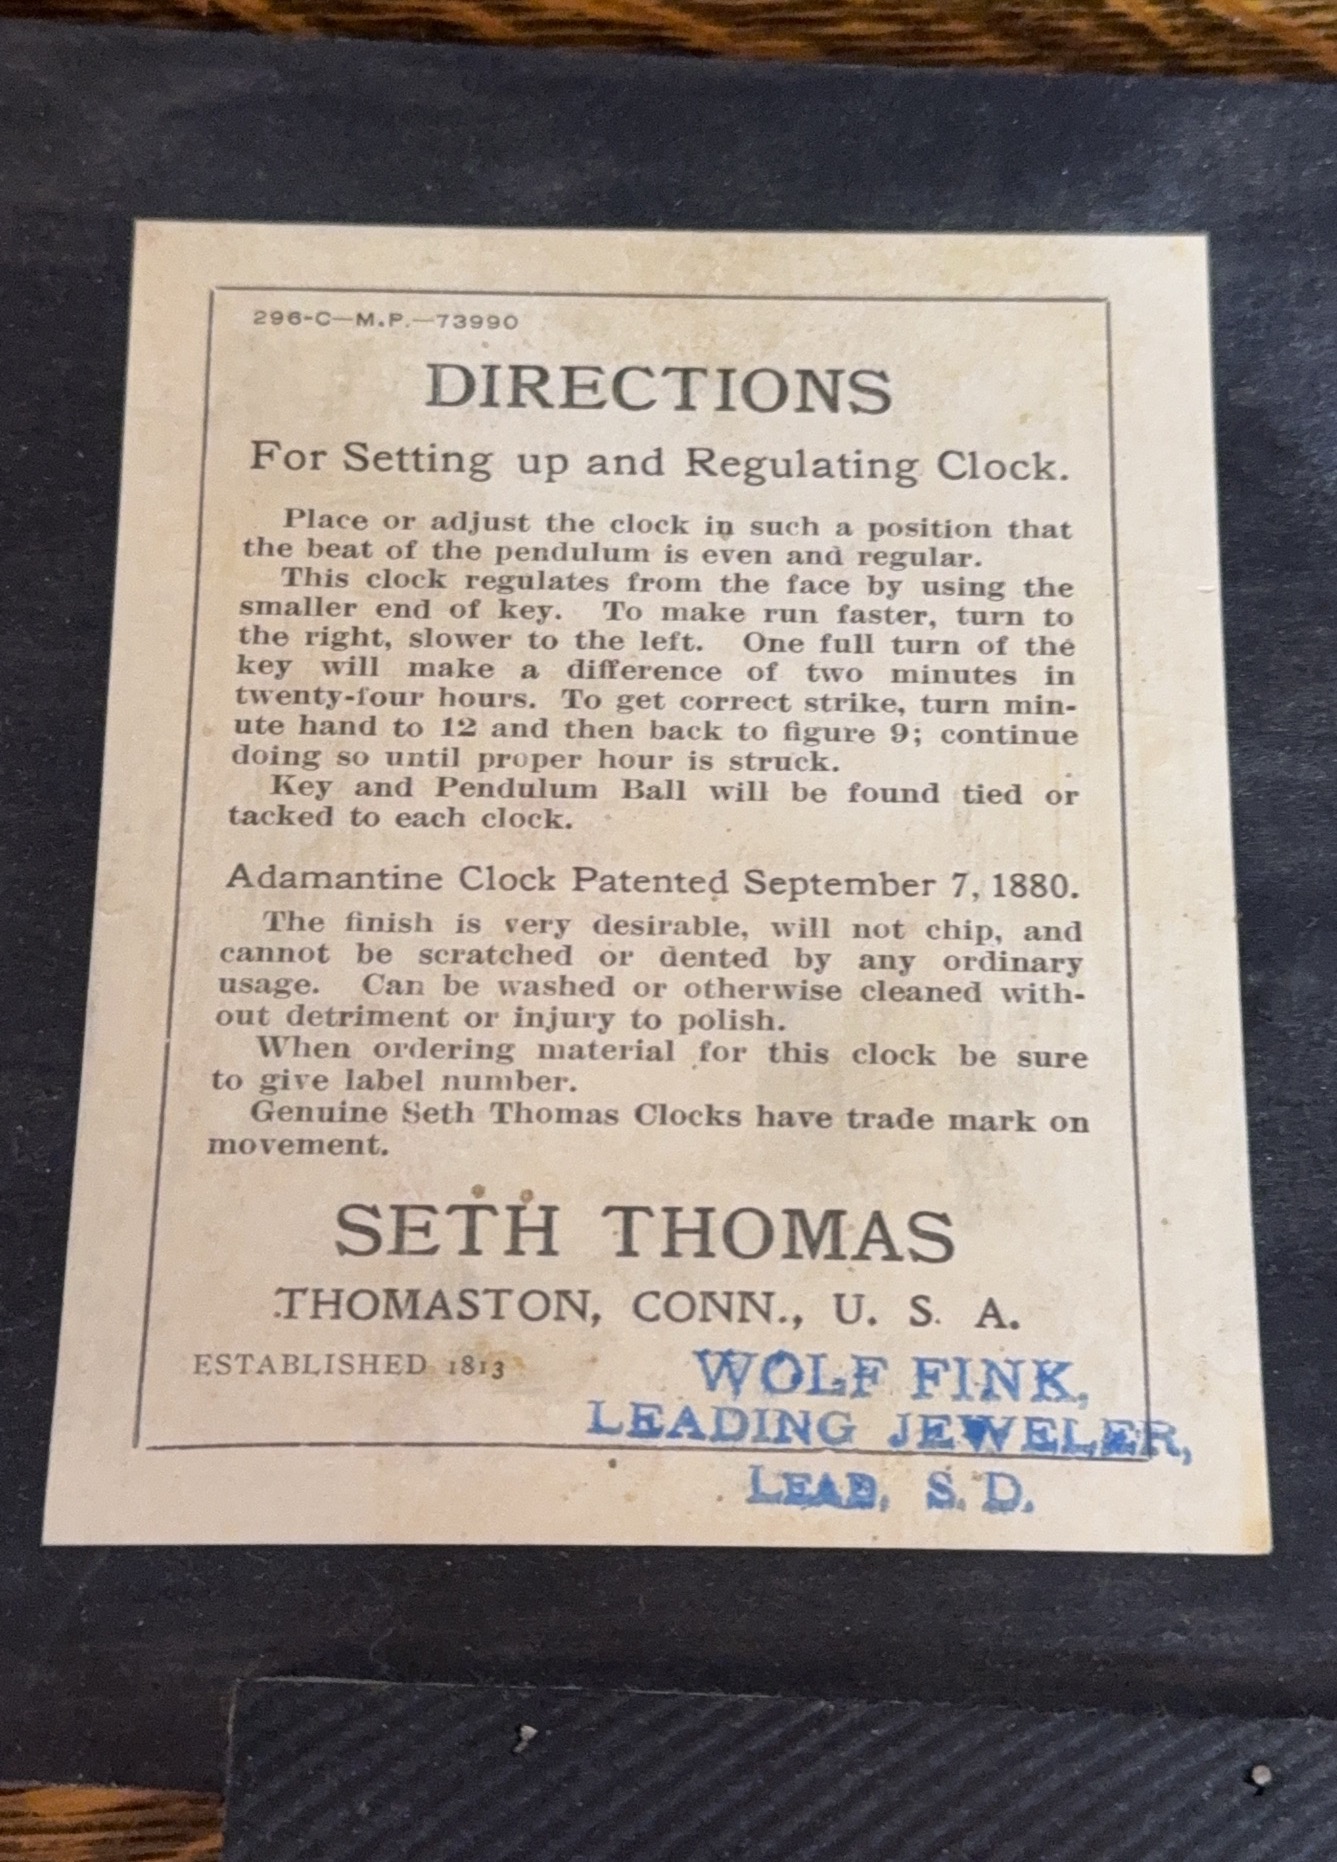 296-C—M.P.—73990
DIRECTIONS
For Setting up and Regulating Clock.
Place or adjust the clock in such a position that
the beat of the pendulum is even and regular.
This clock regulates from the face by using the
smaller end of key. To make run faster, turn to
the right, slower to the left. One full turn of the
key will make a difference of two minutes in
twenty-four hours. To get correct strike, turn min-
ute hand to 12 and then back to figure 9; continue
doing so until proper hour is struck.
Key and Pendulum Ball will be found tied or
tacked to each clock.
Adamantine Clock Patented September 7, 1880.
The finish is very desirable, will not chip, and
cannot be scratched or dented by any ordinary
usage. Can be washed or otherwise cleaned with-
out detriment or injury to polish.
When ordering material for this clock be sure
to give label number.
Genuine Seth Thomas Clocks have trade mark on
movement.
SETH THOMAS
THOMASTON, CONN., U. S. A.
ESTABLISHED 1813
WOLF FINK,
LEADING JEWELER,
LEAD, S. D.